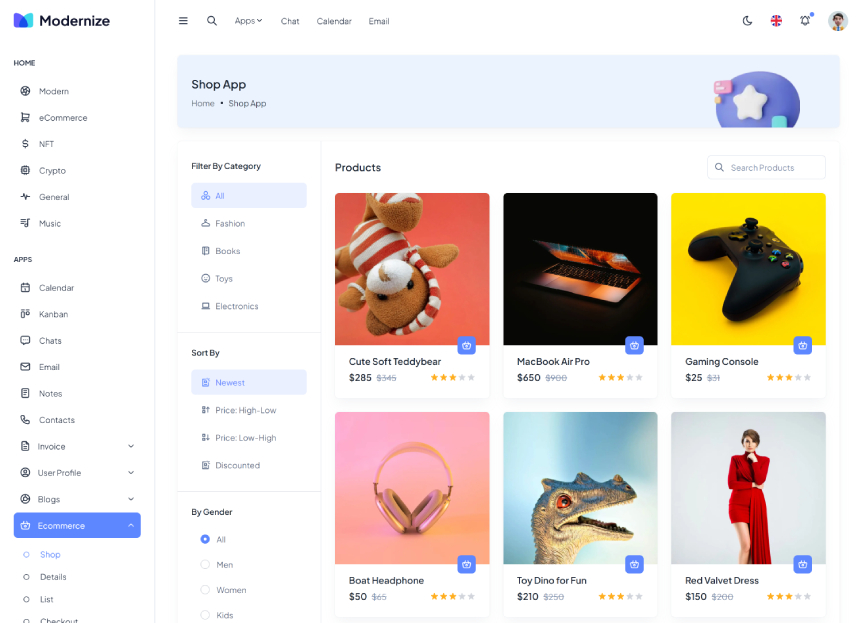 Modernize
Apps
Chat
Calendar
Email
HOME
Modern
eCommerce
NFT
Crypto
General
Music
APPS
Calendar
Kanban
Chats
Email
Notes
Contacts
Invoice
User Profile
Blogs
Ecommerce
Shop
Details
List
Checkout
Shop App
Home • Shop App
Filter By Category
All
Fashion
Books
Toys
Electronics
Sort By
Newest
Price: High-Low
Price: Low-High
Discounted
By Gender
All
Men
Women
Kids
Products
Search Products
Cute Soft Teddybear
$285 $345
MacBook Air Pro
$650 $900
Gaming Console
$25 $31
Boat Headphone
$50 $65
Toy Dino for Fun
$210 $250
Red Valvet Dress
$150 $200